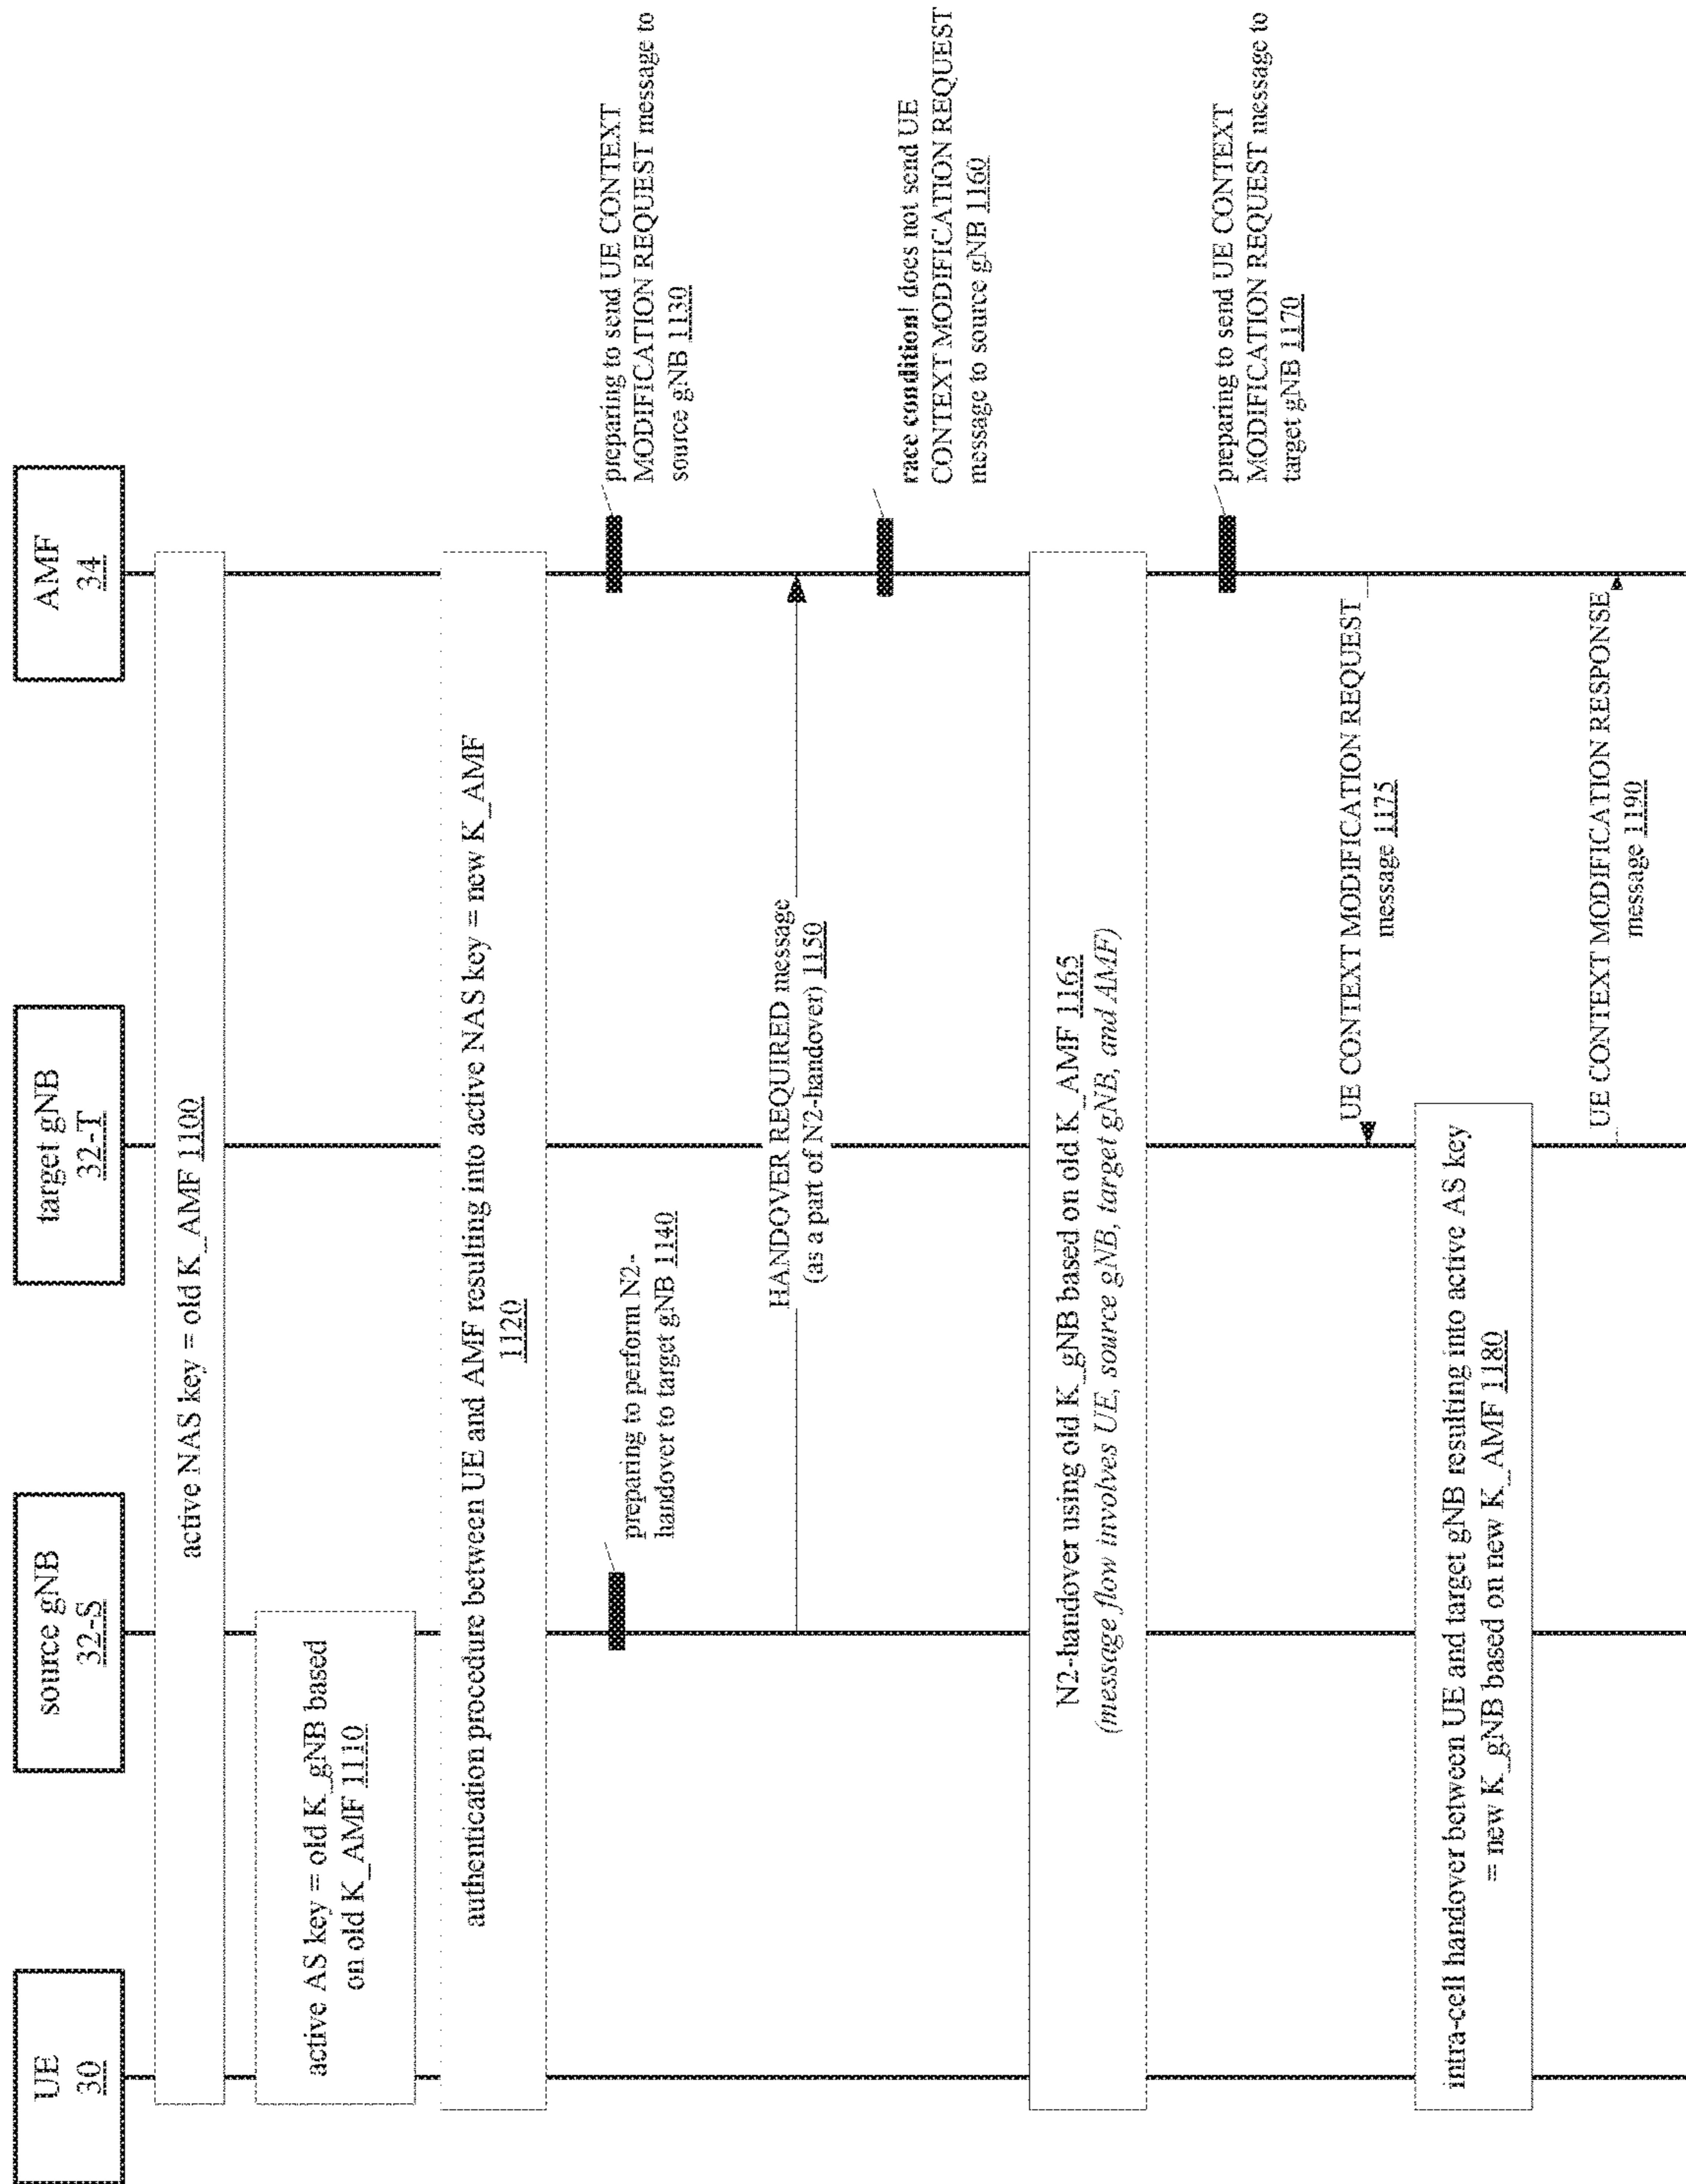 UE
30
source gNB
32-S
target gNB
32-T
AMF
34
active NAS key = old K_AMF 1100
active AS key = old K_gNB based
on old K_AMF 1110
authentication procedure between UE and AMF resulting into active NAS key = new K_AMF
1120
preparing to send UE CONTEXT
MODIFICATION REQUEST message to
source gNB 1130
preparing to perform N2-
handover to target gNB 1140
HANDOVER REQUIRED message
(as a part of N2-handover) 1150
race condition! does not send UE
CONTEXT MODIFICATION REQUEST
message to source gNB 1160
N2-handover using old K_gNB based on old K_AMF 1165
(message flow involves UE, source gNB, target gNB, and AMF)
preparing to send UE CONTEXT
MODIFICATION REQUEST message to
target gNB 1170
UE CONTEXT MODIFICATION REQUEST
message 1175
intra-cell handover between UE and target gNB resulting into active AS key
= new K_gNB based on new K_AMF 1180
UE CONTEXT MODIFICATION RESPONSE
message 1190